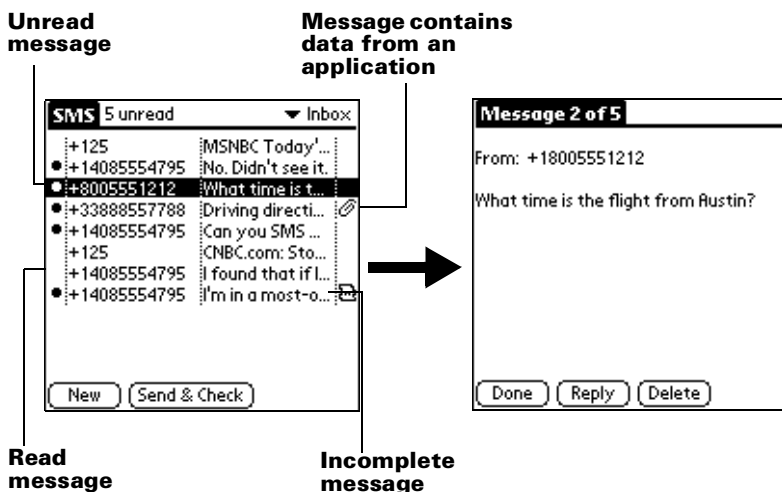 Unread
message
Message contains
data from an
application
SMS 5 unread Inbox
+125 MSNBC Today'...
+14085554795 No. Didn't see it.
+8005551212 What time is t...
+33888557788 Driving directi...
+14085554795 Can you SMS ...
+125 CNBC.com: Sto...
+14085554795 I found that if I...
+14085554795 I'm in a most-o...
New Send & Check
Message 2 of 5
From: +18005551212
What time is the flight from Austin?
Done Reply Delete
Read
message
Incomplete
message